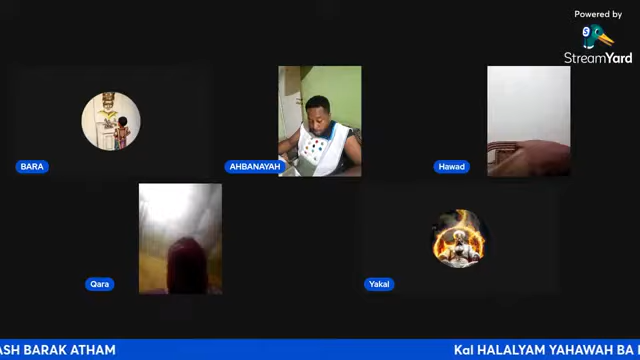 Powered by
StreamYard
BARA
AHBANAYAH
Hawad
Qara
Yakal
ASH BARAK ATHAM
Kal HALALYAM YAHAWAH BA